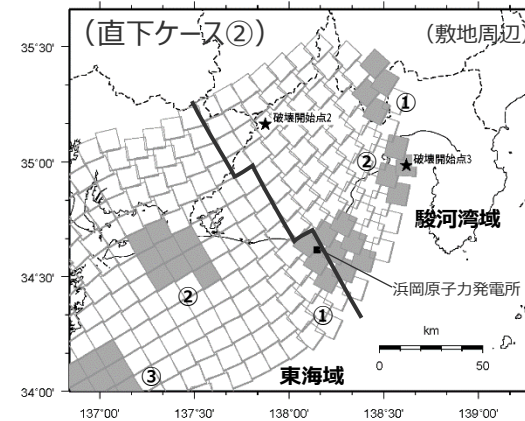 (直下ケース②)
(敷地周辺)
35°30'
①
破壊開始点2
35°00'
②
破壊開始点3
駿河湾域
34°30'
浜岡原子力発電所
②
①
km
0 50
東海域
③
34°00'
137°00' 137°30' 138°00' 138°30' 139°00'